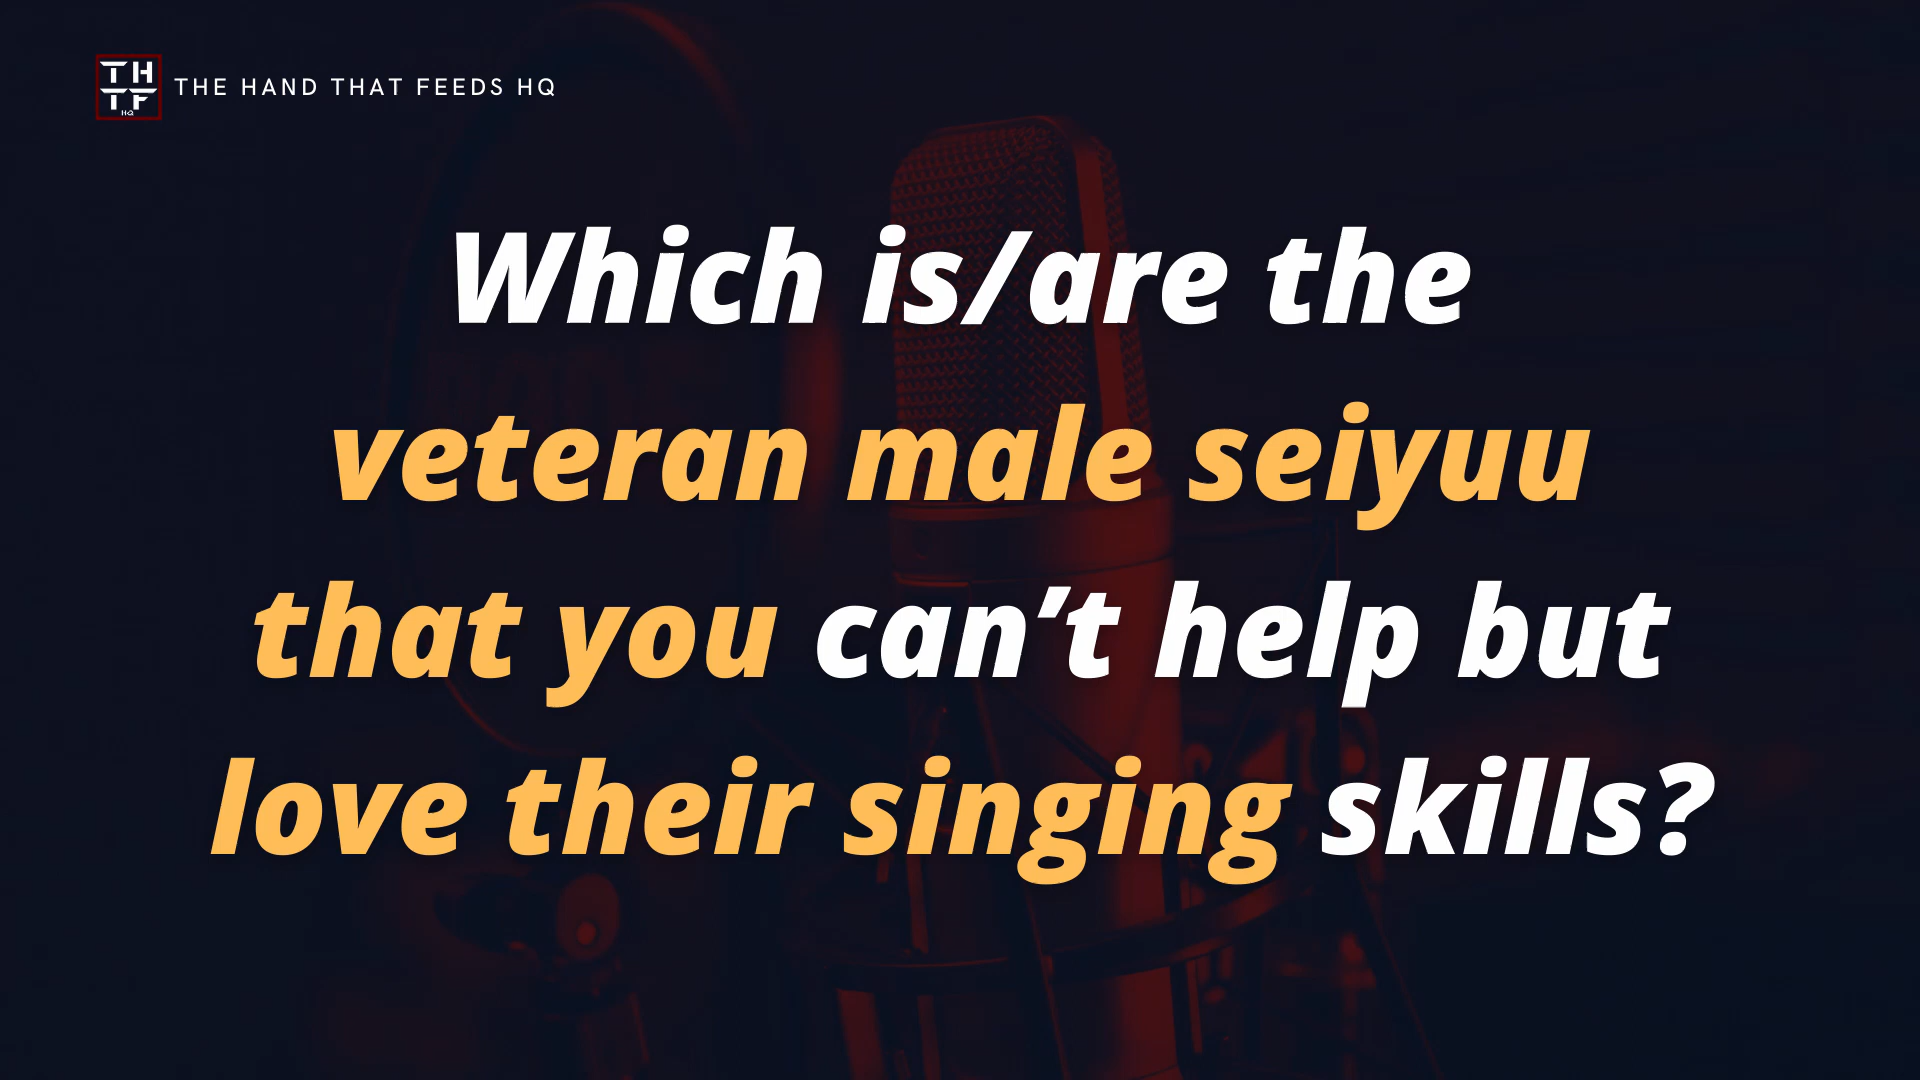 TH
TF
HQ
THE HAND THAT FEEDS HQ
Which is/are the
veteran male seiyuu
that you can’t help but
love their singing skills?